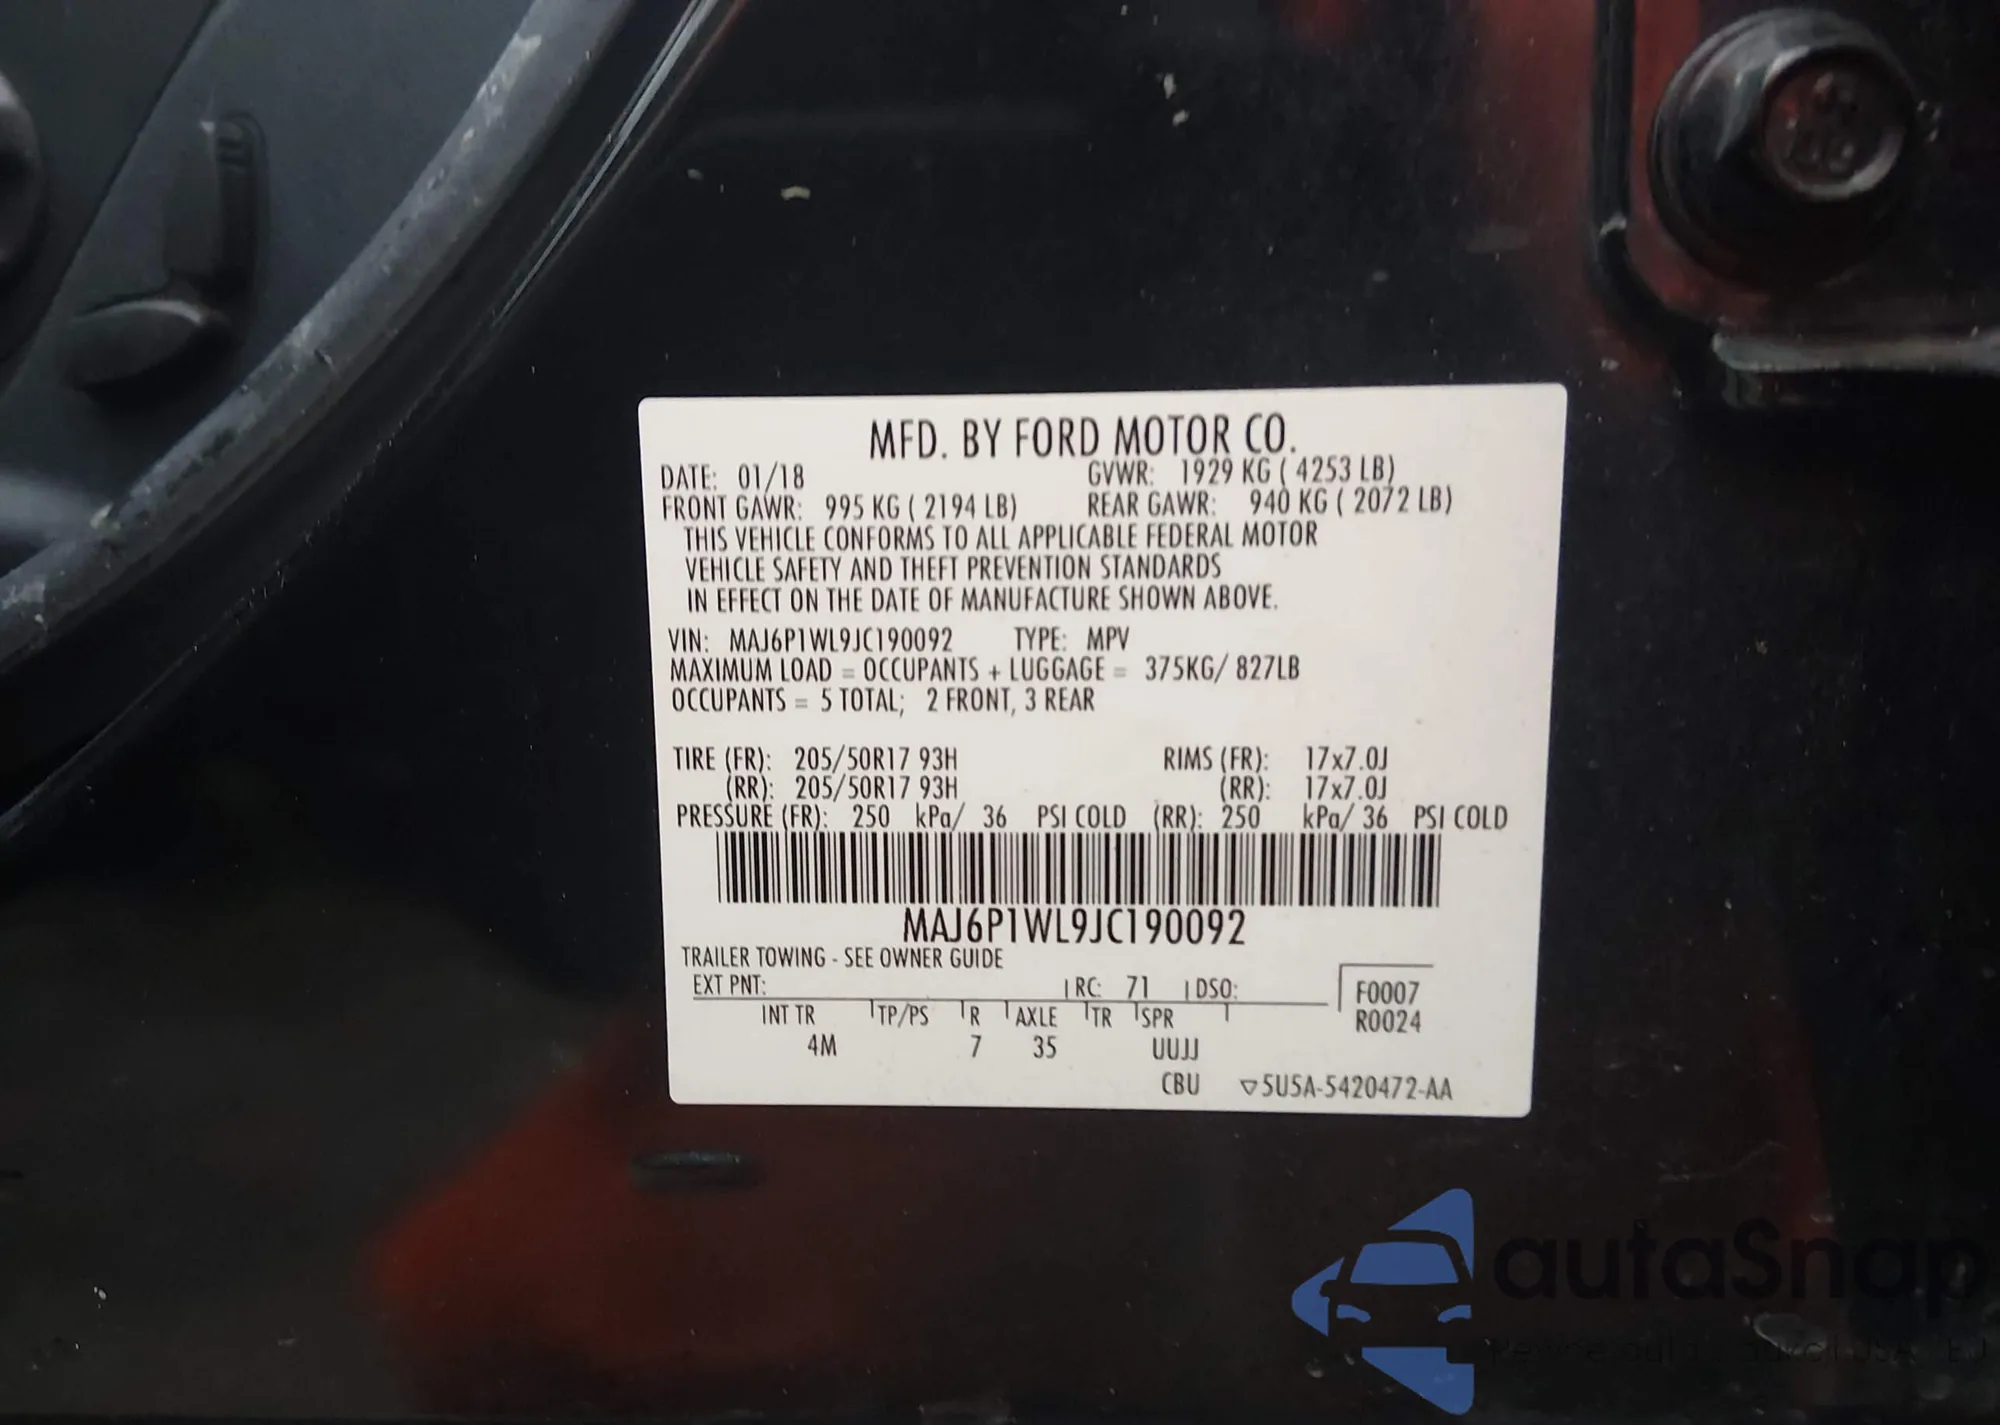 MFD. BY FORD MOTOR CO.
DATE: 01/18 GVWR: 1929 KG ( 4253 LB)
FRONT GAWR: 995 KG ( 2194 LB) REAR GAWR: 940 KG ( 2072 LB)
THIS VEHICLE CONFORMS TO ALL APPLICABLE FEDERAL MOTOR
VEHICLE SAFETY AND THEFT PREVENTION STANDARDS
IN EFFECT ON THE DATE OF MANUFACTURE SHOWN ABOVE.
VIN: MAJ6P1WL9JC190092 TYPE: MPV
MAXIMUM LOAD = OCCUPANTS + LUGGAGE = 375KG/ 827LB
OCCUPANTS = 5 TOTAL; 2 FRONT, 3 REAR
TIRE (FR): 205/50R17 93H RIMS (FR): 17x7.0J
(RR): 205/50R17 93H (RR): 17x7.0J
PRESSURE (FR): 250 kPa/ 36 PSI COLD (RR): 250 kPa/ 36 PSI COLD
MAJ6P1WL9JC190092
TRAILER TOWING - SEE OWNER GUIDE
EXT PNT: RC: 71 DSO:
F0007
INT TR TP/PS R AXLE TR SPR
R0024
4M 7 35 UUJJ
CBU 5U5A-5420472-AA
autaSnap